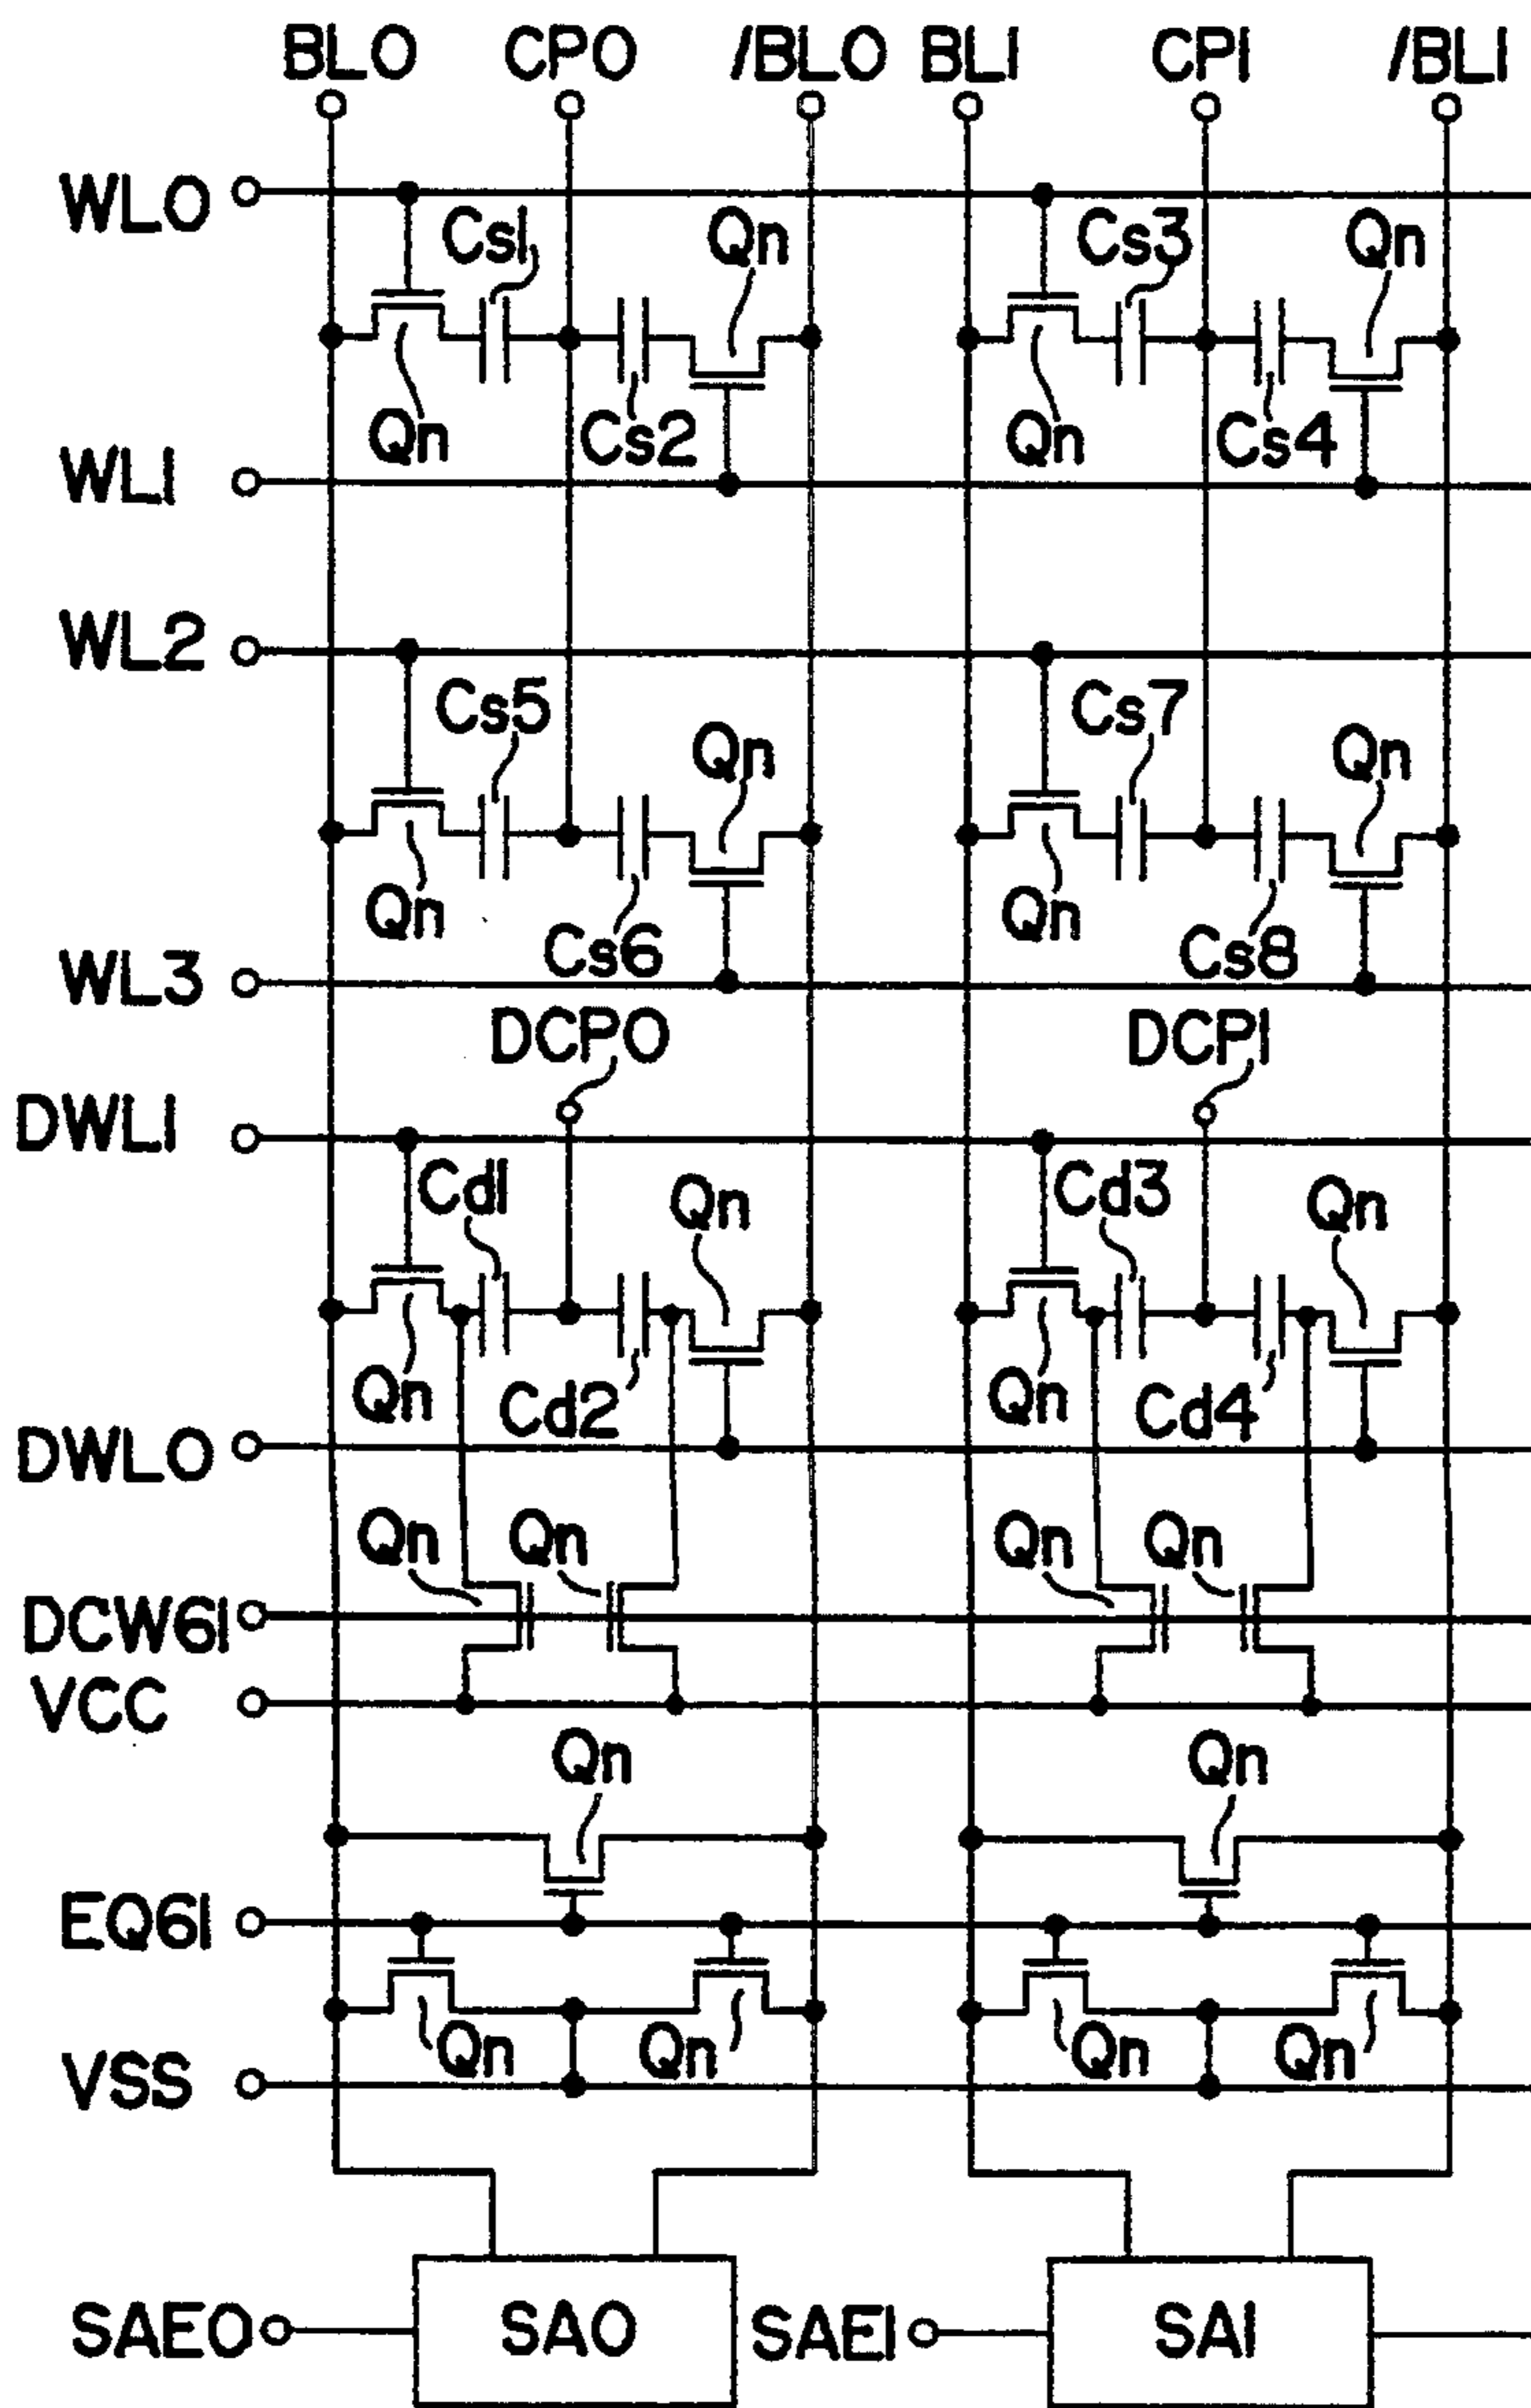 BL0 CP0 /BL0 BL1 CP1 /BL1
WL0
Cs1 Qn Cs3 Qn
Qn Cs2 Qn Cs4
WL1
WL2
Cs5 Qn Cs7 Qn
Qn Cs6 Qn Cs8
WL3
DCP0 DCP1
DWL1
Cd1 Qn Cd3 Qn
Qn Cd2 Qn Cd4
DWL0
Qn Qn Qn Qn
DCW61
VCC
Qn Qn
EQ61
Qn Qn Qn Qn
VSS
SAE0 SA0 SAE1 SA1